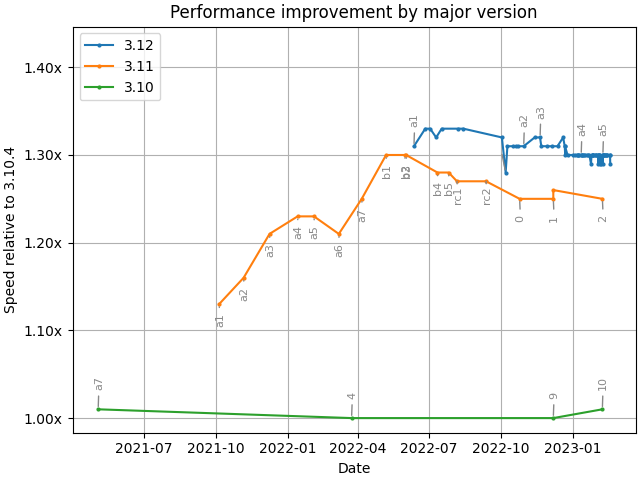 Performance improvement by major version
3.12
3.11
3.10
Speed relative to 3.10.4
1.40x
1.30x
1.20x
1.10x
1.00x
a1
a2
a3
a4
a5
b1
b3
b4
b5
rc1
rc2
0
1
2
a7
a6
a5
a4
a3
a2
a1
a7
4
9
10
2021-07
2021-10
2022-01
2022-04
2022-07
2022-10
2023-01
Date